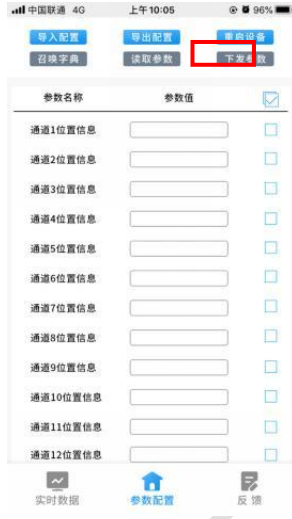 中国联通 4G 上午10:05 96%
导入配置 导出配置 重启设备
召唤字典 读取参数 下发参数
参数名称 参数值
通道1位置信息
通道2位置信息
通道3位置信息
通道4位置信息
通道5位置信息
通道6位置信息
通道7位置信息
通道8位置信息
通道9位置信息
通道10位置信息
通道11位置信息
通道12位置信息
实时数据 参数配置 反馈